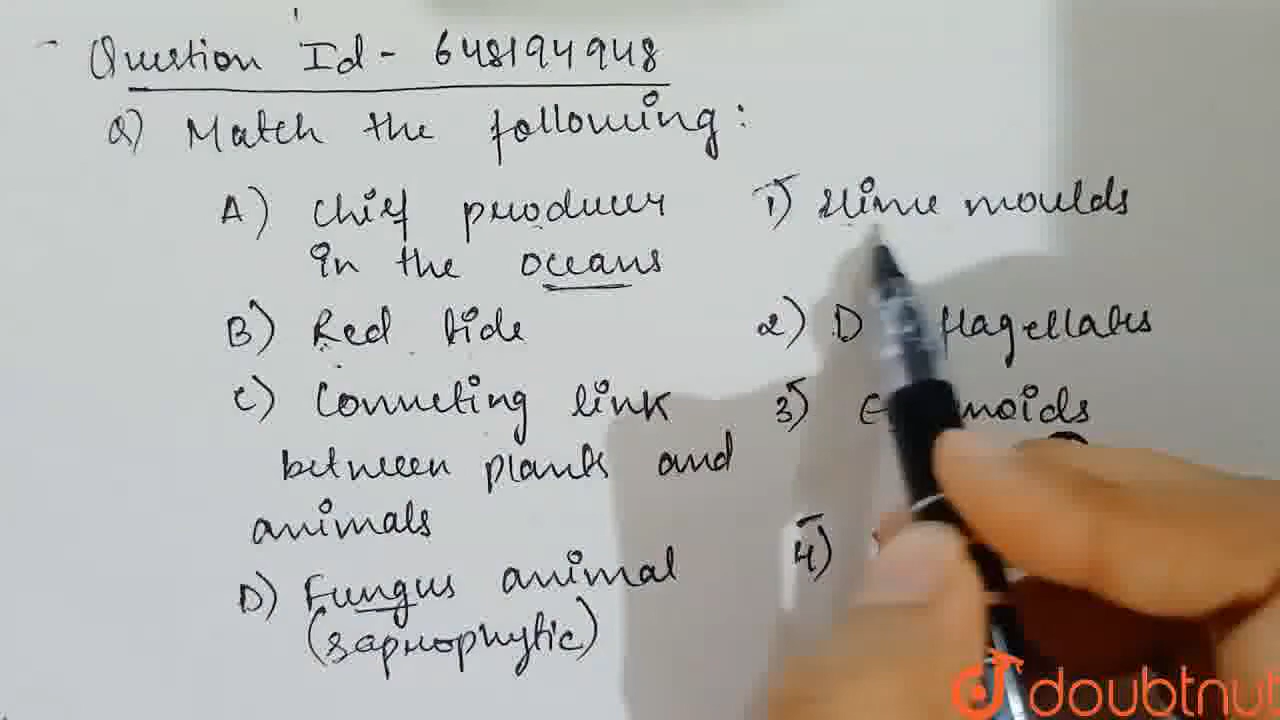 Question Id - 648194948
Q) Match the following:
A) Chief producer 1) Slime moulds
in the oceans
B) Red tide 2) D flagellates
C) Connecting link 3) E noids
between plants and
animals
4)
D) Fungus animal
(saprophytic)
doubtnut